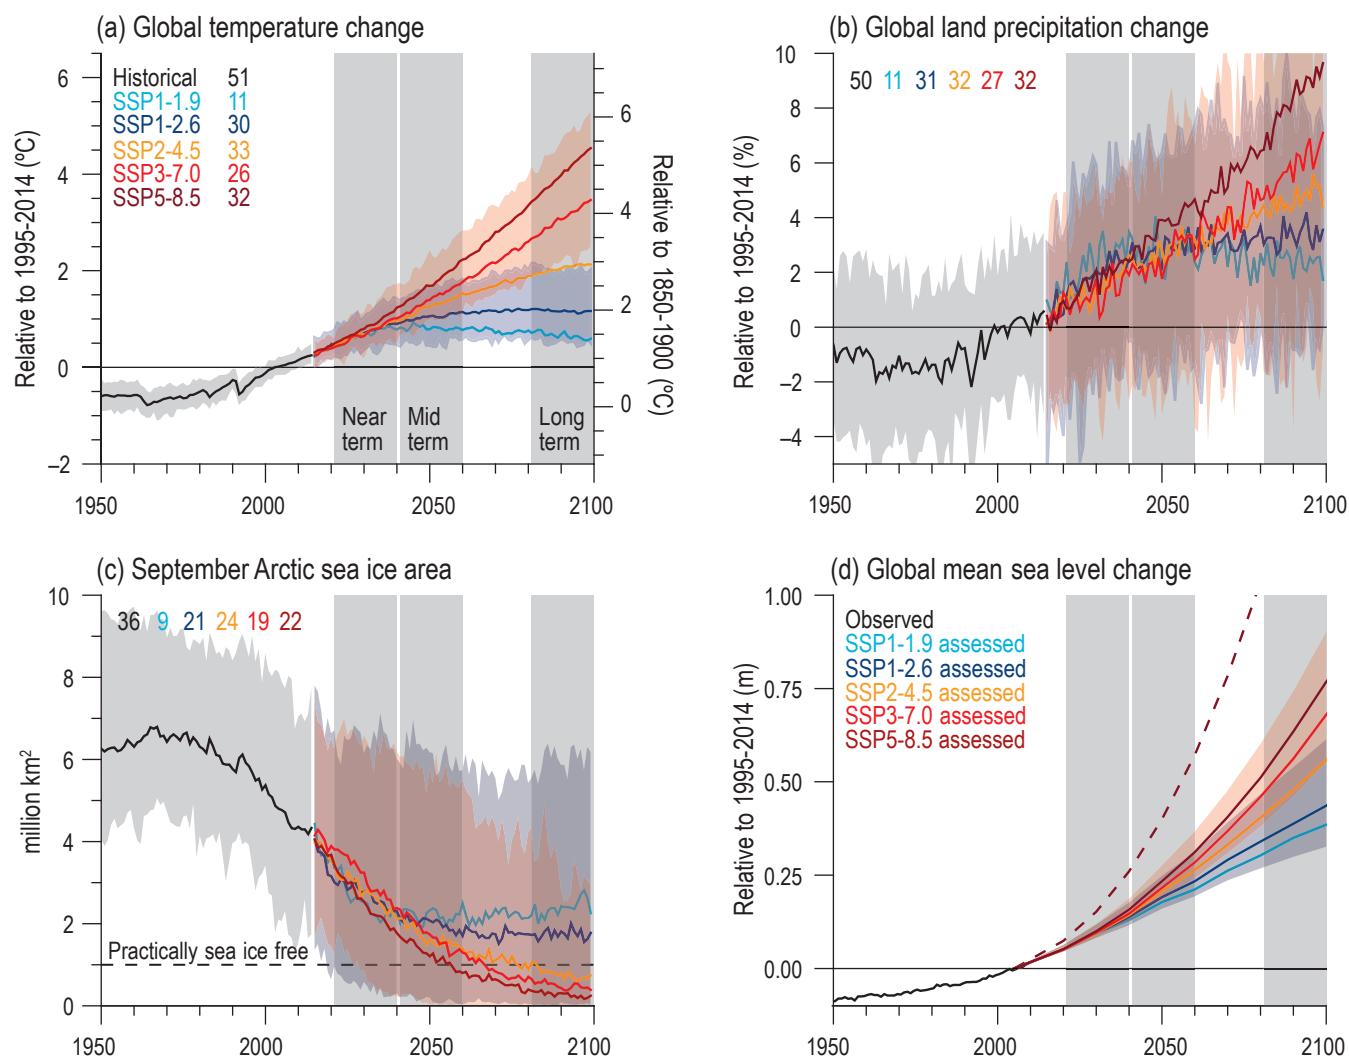 (a) Global temperature change
Relative to 1995-2014 (ºC)
6
4
2
0
–2
Historical 51
SSP1-1.9 11
SSP1-2.6 30
SSP2-4.5 33
SSP3-7.0 26
SSP5-8.5 32
Near term
Mid term
Long term
6
4
2
0
Relative to 1850-1900 (ºC)
1950 2000 2050 2100
(b) Global land precipitation change
Relative to 1995-2014 (%)
10
8
6
4
2
0
–2
–4
50 11 31 32 27 32
1950 2000 2050 2100
(c) September Arctic sea ice area
million km²
10
8
6
4
2
0
36 9 21 24 19 22
Practically sea ice free
1950 2000 2050 2100
(d) Global mean sea level change
Relative to 1995-2014 (m)
1.00
0.75
0.50
0.25
0.00
Observed
SSP1-1.9 assessed
SSP1-2.6 assessed
SSP2-4.5 assessed
SSP3-7.0 assessed
SSP5-8.5 assessed
1950 2000 2050 2100